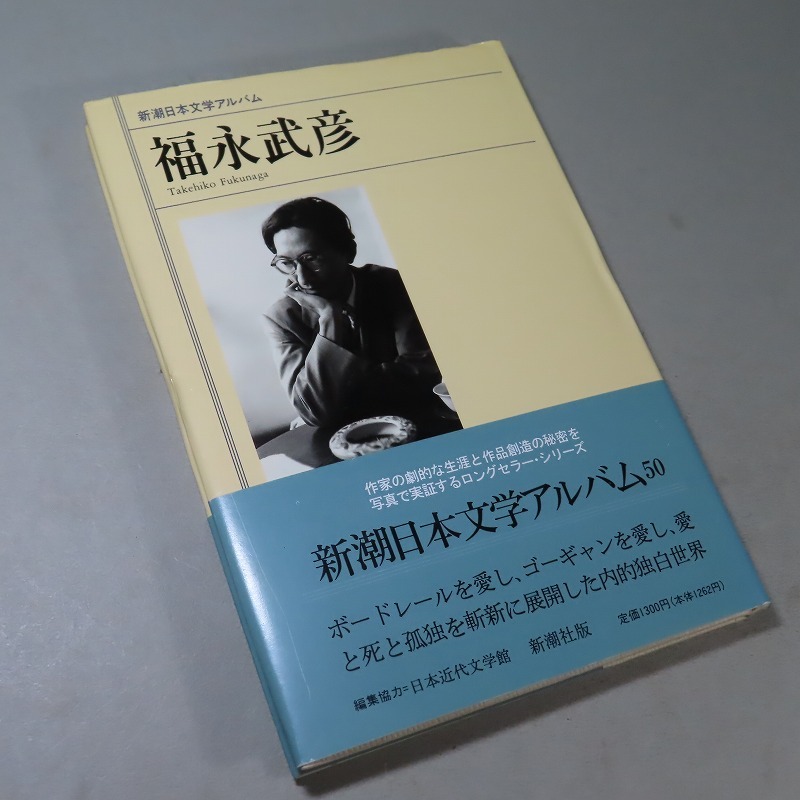 新潮日本文学アルバム
福永武彦
Takehiko Fukunaga
作家の劇的な生涯と作品創造の秘密を
写真で実証するロングセラー・シリーズ
新潮日本文学アルバム50
ボードレールを愛し、ゴーギャンを愛し、愛
と死と孤独を斬新に展開した内的独白世界
編集協力=日本近代文学館 新潮社版 定価1300円(本体1262円)